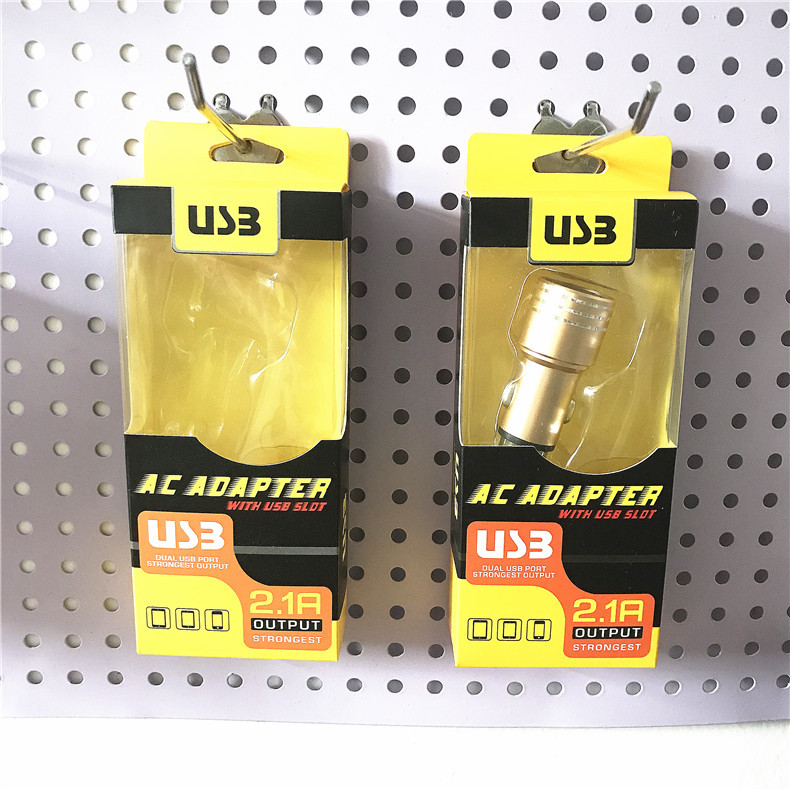 USB
AC ADAPTER
WITH USB SLOT
USB
DUAL USB PORT
STRONGEST OUTPUT
2.1A
OUTPUT
STRONGEST
USB
AC ADAPTER
WITH USB SLOT
USB
DUAL USB PORT
STRONGEST OUTPUT
2.1A
OUTPUT
STRONGEST